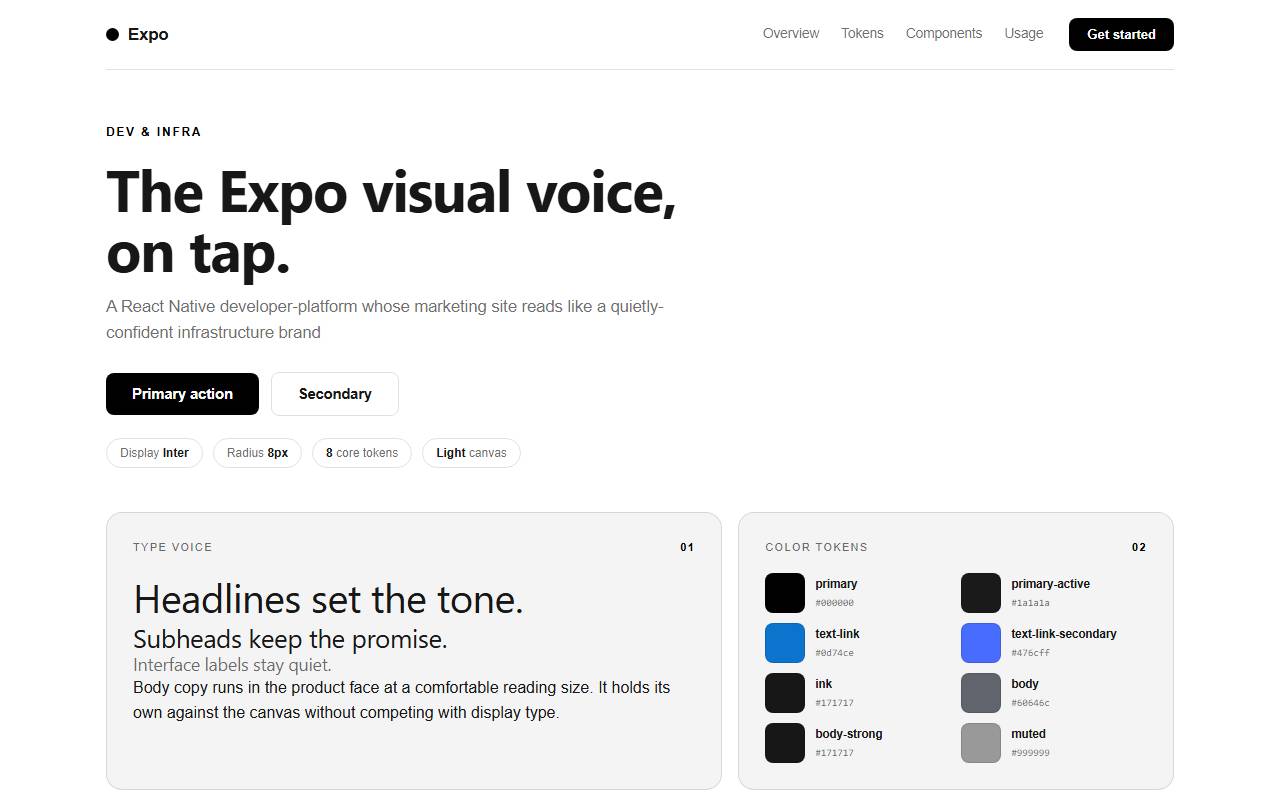 Expo
Overview Tokens Components Usage Get started
DEV & INFRA
The Expo visual voice,
on tap.
A React Native developer-platform whose marketing site reads like a quietly-
confident infrastructure brand
Primary action Secondary
Display Inter Radius 8px 8 core tokens Light canvas
TYPE VOICE 01
Headlines set the tone.
Subheads keep the promise.
Interface labels stay quiet.
Body copy runs in the product face at a comfortable reading size. It holds its
own against the canvas without competing with display type.
COLOR TOKENS 02
primary
#000000
primary-active
#1a1a1a
text-link
#0d74ce
text-link-secondary
#476cff
ink
#171717
body
#60646c
body-strong
#171717
muted
#999999